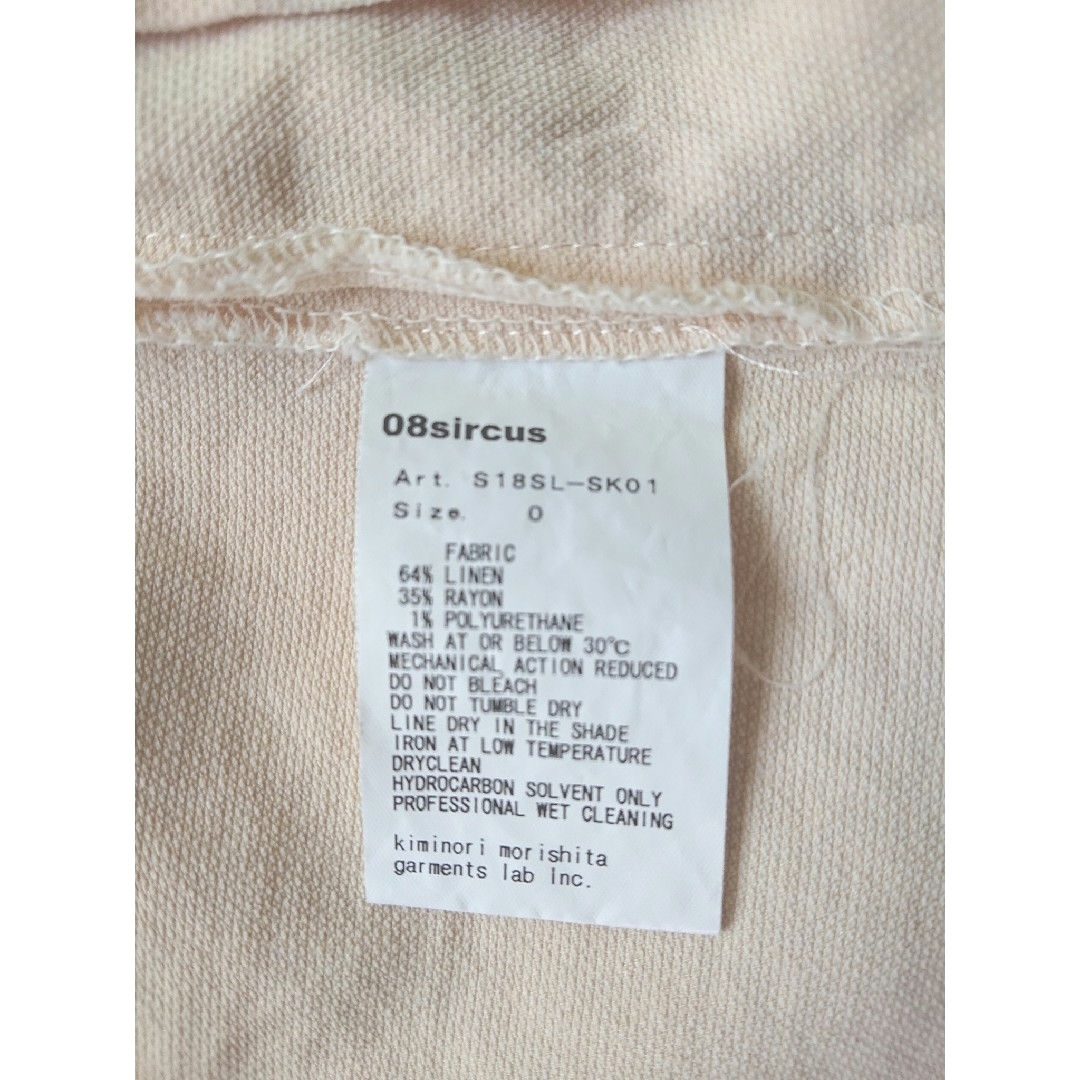 08sircus
Art. S18SL-SK01
Size. 0
FABRIC
64% LINEN
35% RAYON
1% POLYURETHANE
WASH AT OR BELOW 30℃
MECHANICAL ACTION REDUCED
DO NOT BLEACH
DO NOT TUMBLE DRY
LINE DRY IN THE SHADE
IRON AT LOW TEMPERATURE
DRYCLEAN
HYDROCARBON SOLVENT ONLY
PROFESSIONAL WET CLEANING
kiminori morishita
garments lab Inc.